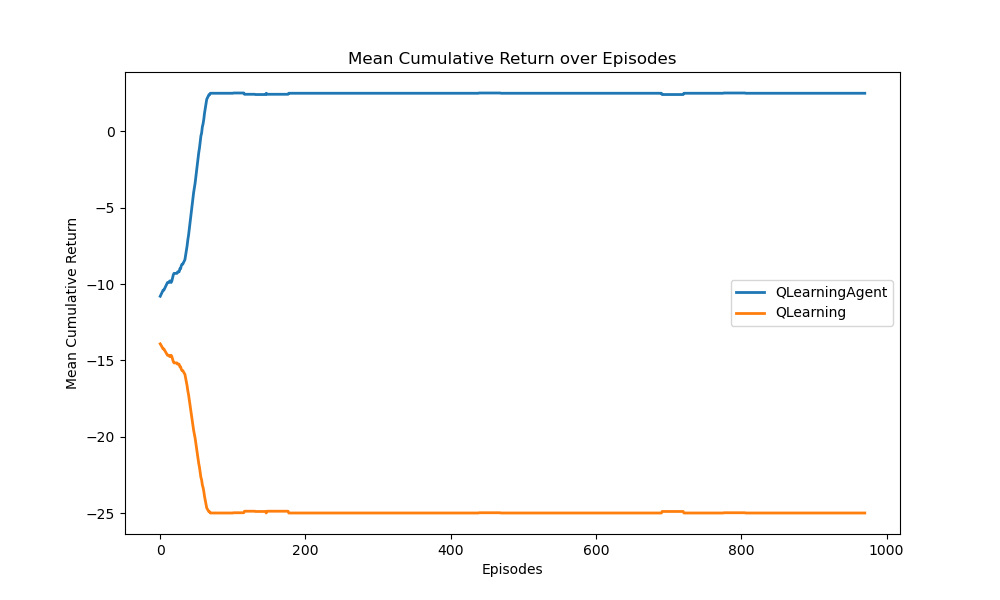 Mean Cumulative Return over Episodes
Mean Cumulative Return
0
−5
−10
−15
−20
−25
QLearningAgent
QLearning
0 200 400 600 800 1000
Episodes